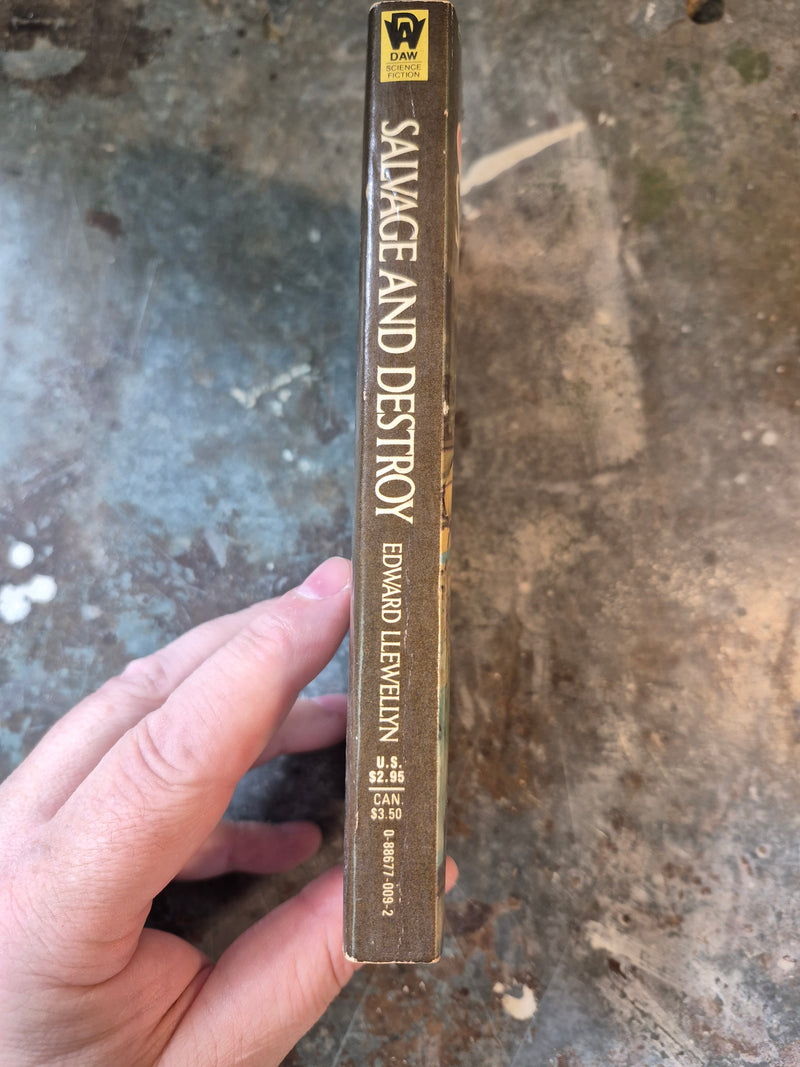 DAW
SCIENCE
FICTION
SALVAGE AND DESTROY
EDWARD LLEWELLYN
U.S.
$2.95
CAN.
$3.50
0-88677-009-2